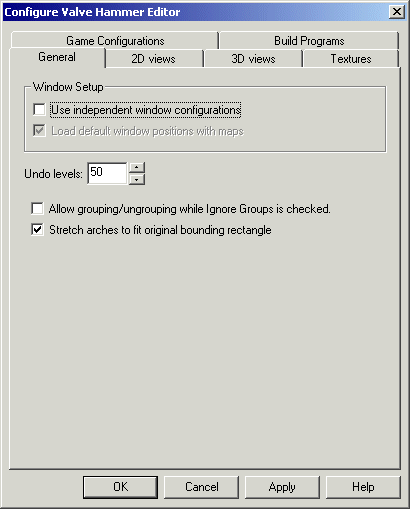 Configure Valve Hammer Editor
Game Configurations
Build Programs
General
2D views
3D views
Textures
Window Setup
Use independent window configurations
Load default window positions with maps
Undo levels:
50
Allow grouping/ungrouping while Ignore Groups is checked.
Stretch arches to fit original bounding rectangle
OK
Cancel
Apply
Help